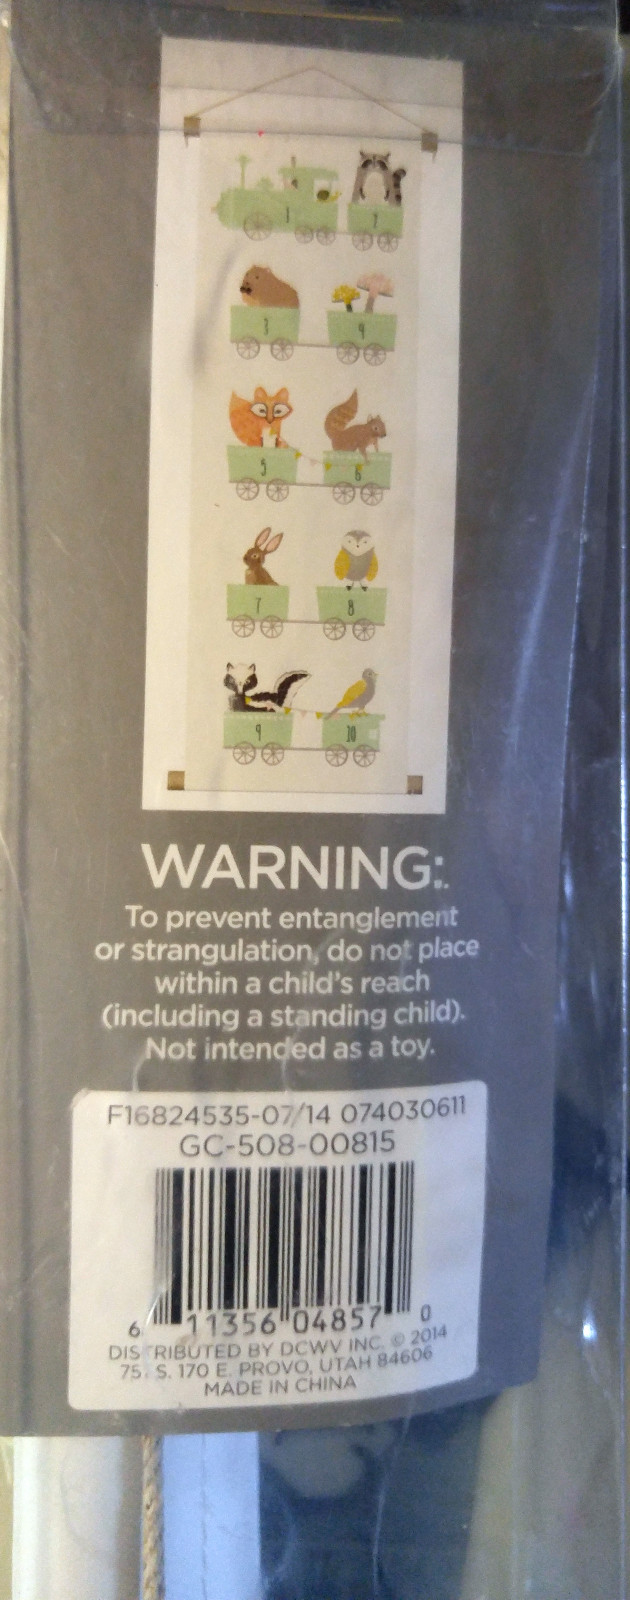 1 2
3 4
5 6
7 8
9 10
WARNING:
To prevent entanglement
or strangulation, do not place
within a child's reach
(including a standing child).
Not intended as a toy.
F16824535-07/14 074030611
GC-508-00815
6 11356 04857 0
DISTRIBUTED BY DCWV INC. © 2014
S. 170 E. PROVO, UTAH 84606
MADE IN CHINA